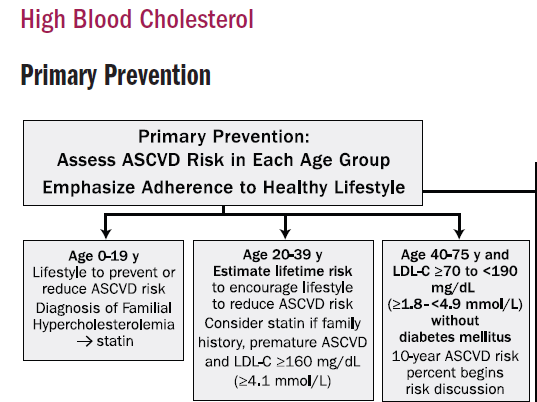 High Blood Cholesterol
Primary Prevention
Primary Prevention:
Assess ASCVD Risk in Each Age Group
Emphasize Adherence to Healthy Lifestyle
Age 0-19 y
Lifestyle to prevent or
reduce ASCVD risk
Diagnosis of Familial
Hypercholesterolemia
→ statin
Age 20-39 y
Estimate lifetime risk
to encourage lifestyle
to reduce ASCVD risk
Consider statin if family
history, premature ASCVD
and LDL-C ≥160 mg/dL
(≥4.1 mmol/L)
Age 40-75 y and
LDL-C ≥70 to <190
mg/dL
(≥1.8-<4.9 mmol/L)
without
diabetes mellitus
10-year ASCVD risk
percent begins
risk discussion